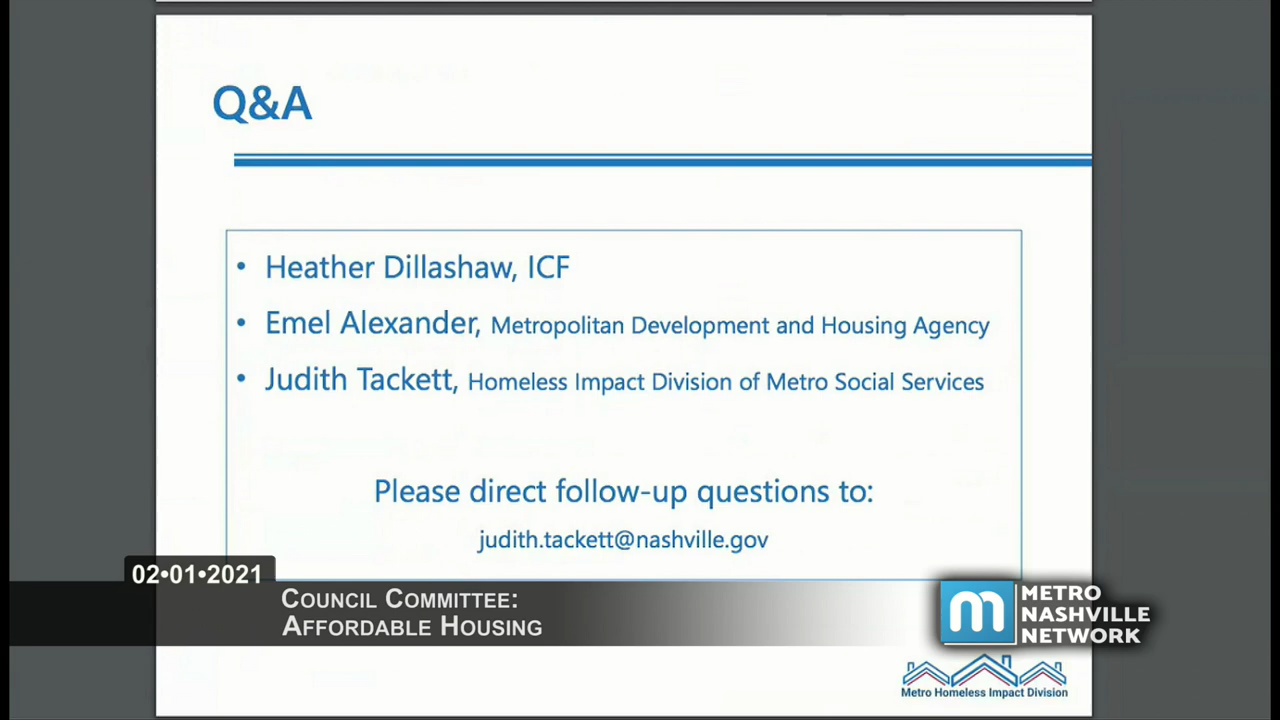 Q&A
• Heather Dillashaw, ICF
• Emel Alexander, Metropolitan Development and Housing Agency
• Judith Tackett, Homeless Impact Division of Metro Social Services
Please direct follow-up questions to:
judith.tackett@nashville.gov
02•01•2021
COUNCIL COMMITTEE:
AFFORDABLE HOUSING
m
METRO
NASHVILLE
NETWORK
Metro Homeless Impact Division